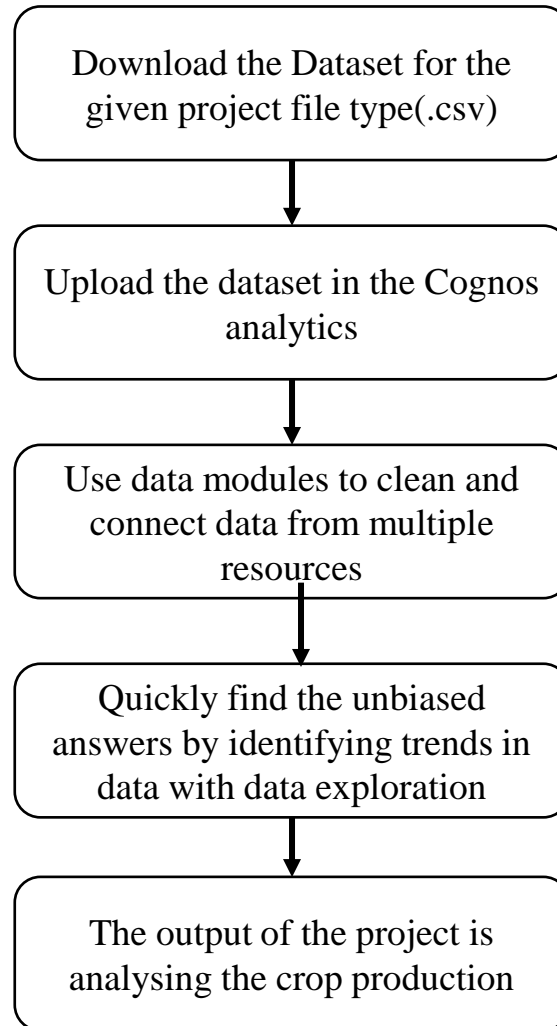 Download the Dataset for the
given project file type(.csv)
Upload the dataset in the Cognos
analytics
Use data modules to clean and
connect data from multiple
resources
Quickly find the unbiased
answers by identifying trends in
data with data exploration
The output of the project is
analysing the crop production